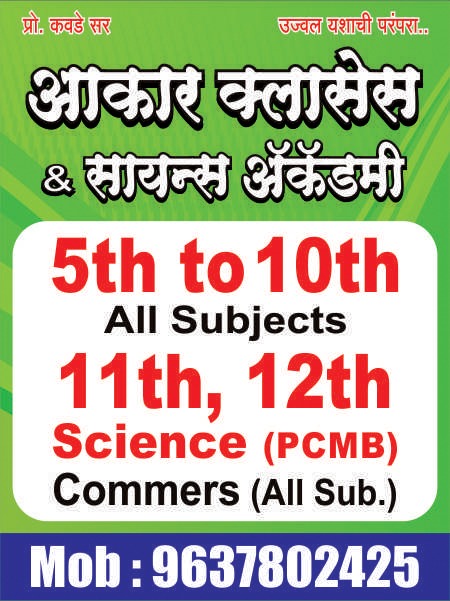 प्रो. कवडे सर
उज्वल यशाची परंपरा..
आकार क्लासेस
& सायन्स ॲकॅडमी
5th to 10th
All Subjects
11th, 12th
Science (PCMB)
Commers (All Sub.)
Mob : 9637802425